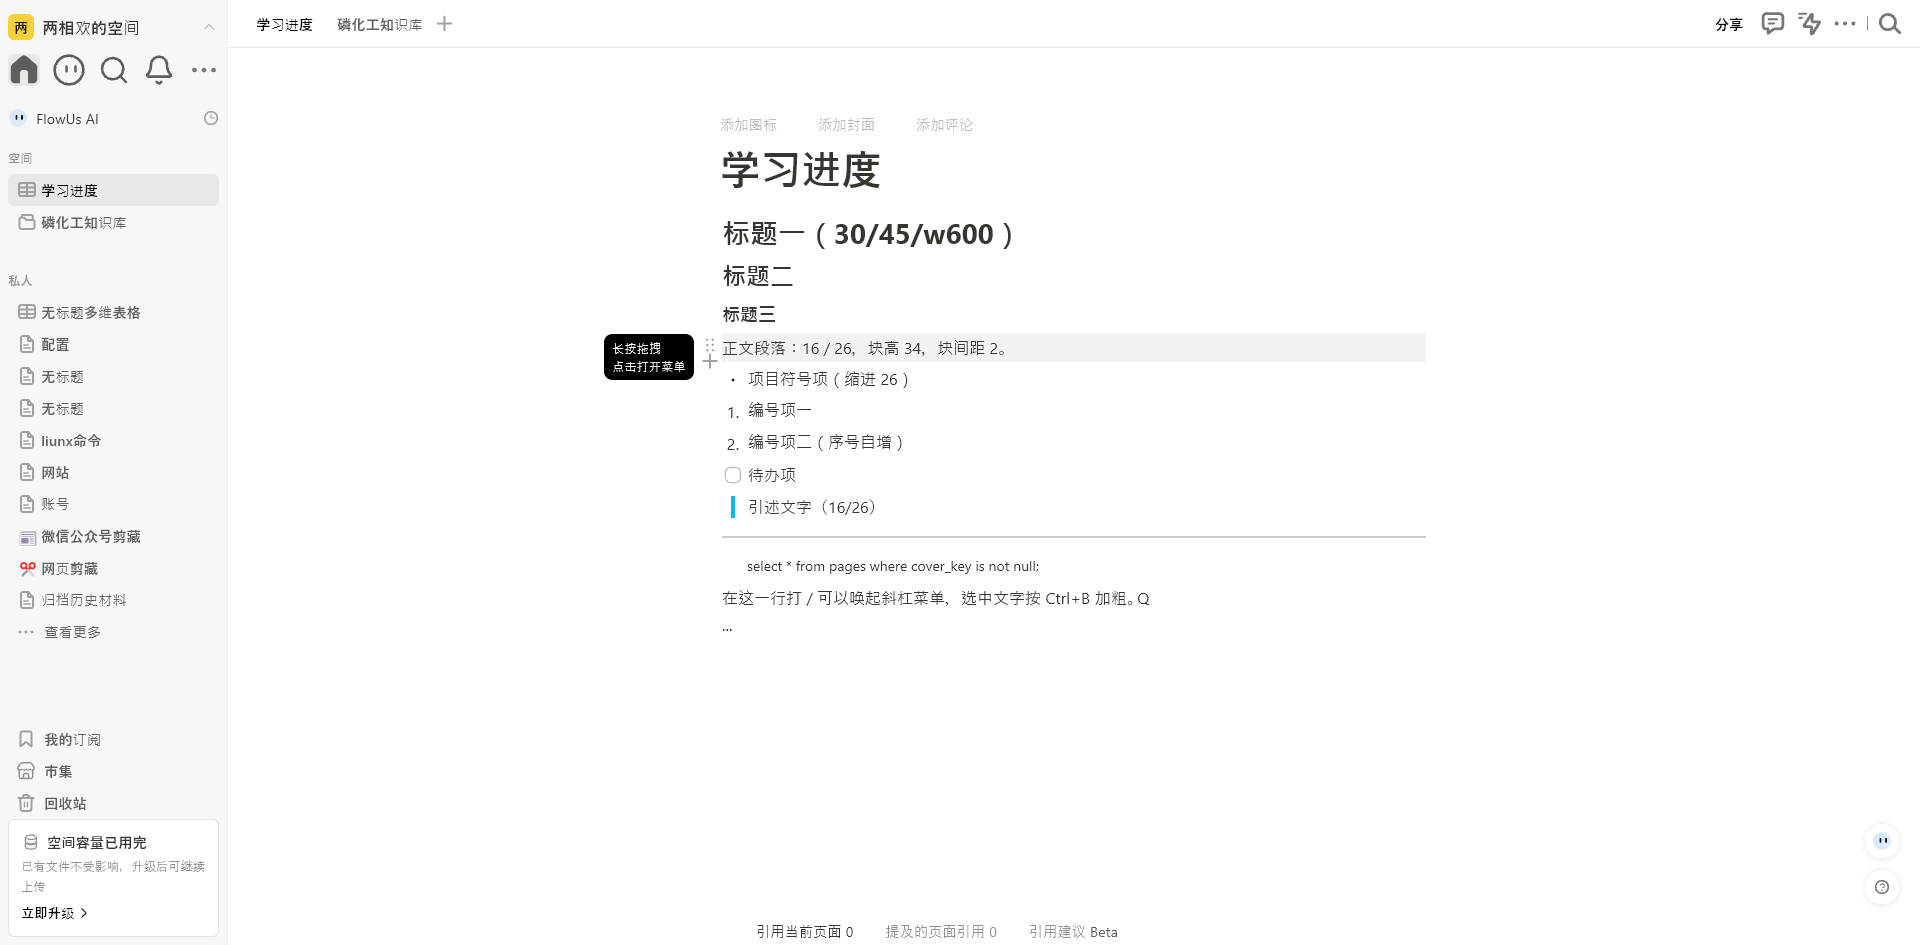 两 两相欢的空间
FlowUs AI
空间
学习进度
磷化工知识库
私人
无标题多维表格
配置
无标题
无标题
liunx命令
网站
账号
微信公众号剪藏
网页剪藏
归档历史材料
查看更多
我的订阅
市集
回收站
空间容量已用完
已有文件不受影响，升级后可继续
上传
立即升级
学习进度 磷化工知识库
分享
添加图标 添加封面 添加评论
学习进度
标题一（30/45/w600）
标题二
标题三
长按拖拽
点击打开菜单
正文段落：16 / 26，块高 34，块间距 2。
• 项目符号项（缩进 26）
1. 编号项一
2. 编号项二（序号自增）
待办项
引述文字（16/26）
select * from pages where cover_key is not null;
在这一行打 / 可以唤起斜杠菜单，选中文字按 Ctrl+B 加粗。Q
...
引用当前页面 0 提及的页面引用 0 引用建议 Beta